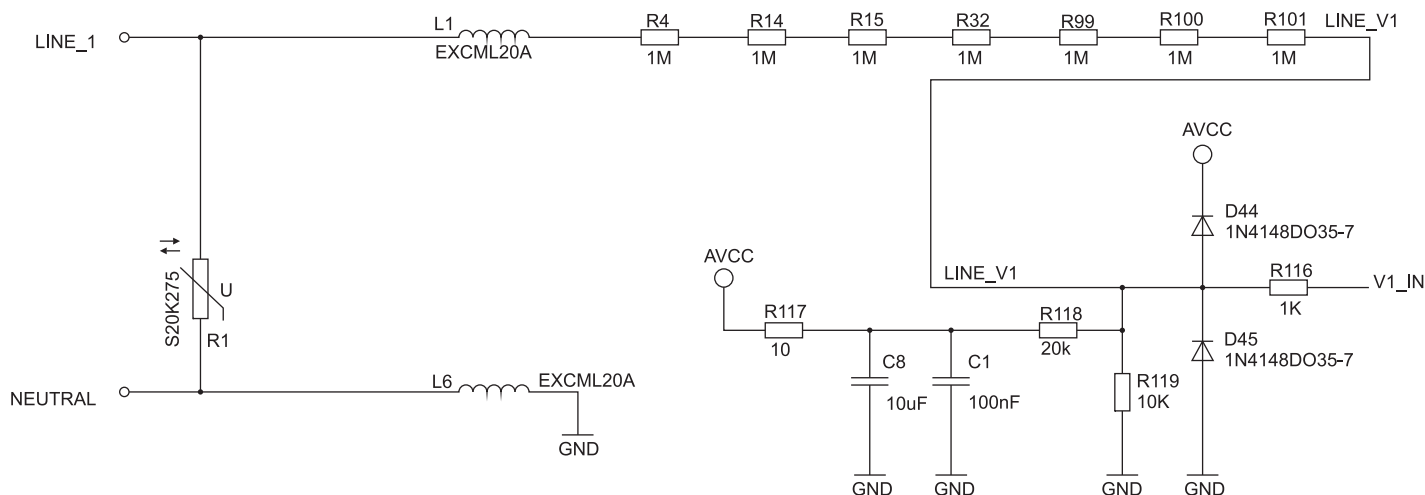 LINE_1
L1
EXCML20A
R4
1M
R14
1M
R15
1M
R32
1M
R99
1M
R100
1M
R101
1M
LINE_V1
AVCC
D44
1N4148DO35-7
S20K275
U
R1
AVCC
LINE_V1
R116
1K
V1_IN
R117
10
R118
20k
D45
1N4148DO35-7
C8
10uF
C1
100nF
R119
10K
NEUTRAL
L6
EXCML20A
GND
GND
GND
GND
GND